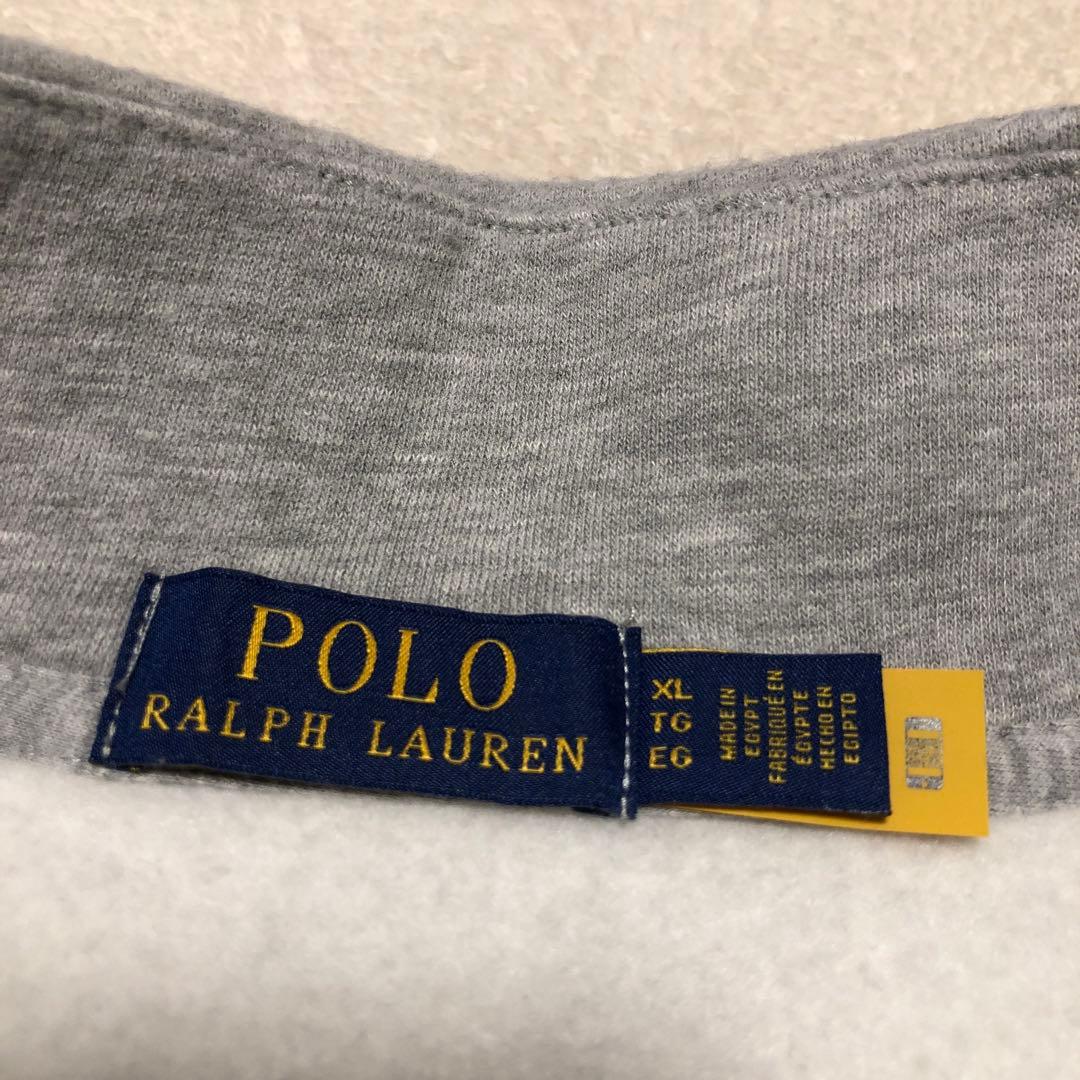 POLO
RALPH LAUREN
XL
TG
EG
MADE IN
EGYPT
FABRIQUÉ EN
ÉGYPTE
HECHO EN
EGIPTO